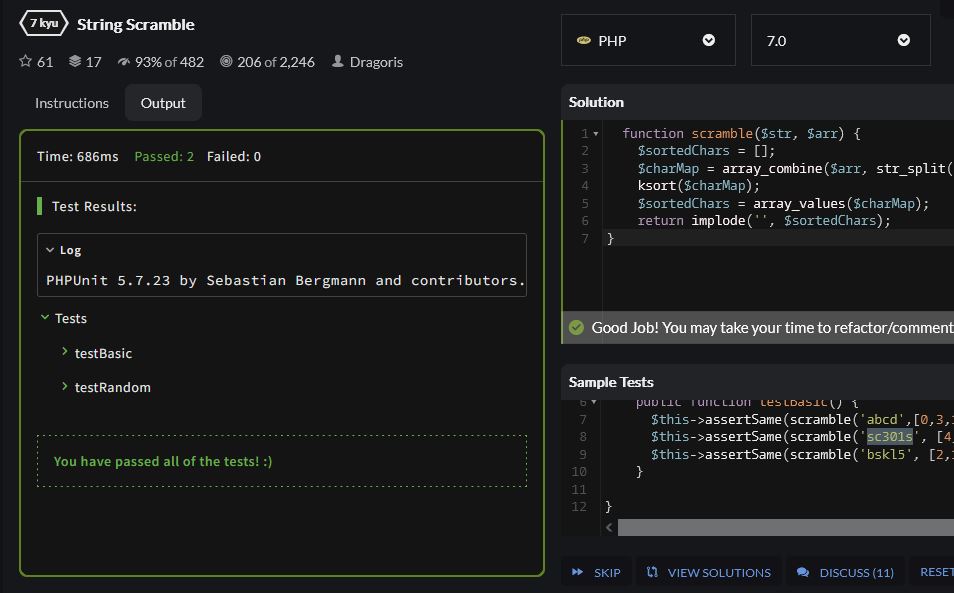 7 kyu
String Scramble
61 17 93% of 482 206 of 2,246 Dragoris
Instructions Output
Time: 686ms Passed: 2 Failed: 0
Test Results:
Log
PHPUnit 5.7.23 by Sebastian Bergmann and contributors.
Tests
testBasic
testRandom
You have passed all of the tests! :)
php PHP 7.0
Solution
1 function scramble($str, $arr) {
2 $sortedChars = [];
3 $charMap = array_combine($arr, str_split(
4 ksort($charMap);
5 $sortedChars = array_values($charMap);
6 return implode('', $sortedChars);
7 }
Good Job! You may take your time to refactor/comment
Sample Tests
6 public function testBasic() {
7 $this->assertSame(scramble('abcd',[0,3,
8 $this->assertSame(scramble('sc301s', [4
9 $this->assertSame(scramble('bskl5', [2,
10 }
11
12 }
SKIP VIEW SOLUTIONS DISCUSS (11) RESET